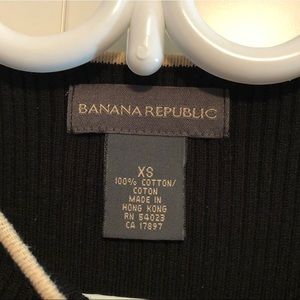 BANANA REPUBLIC
XS
100% COTTON/
COTON
MADE IN
HONG KONG
RN 54023
CA 17897